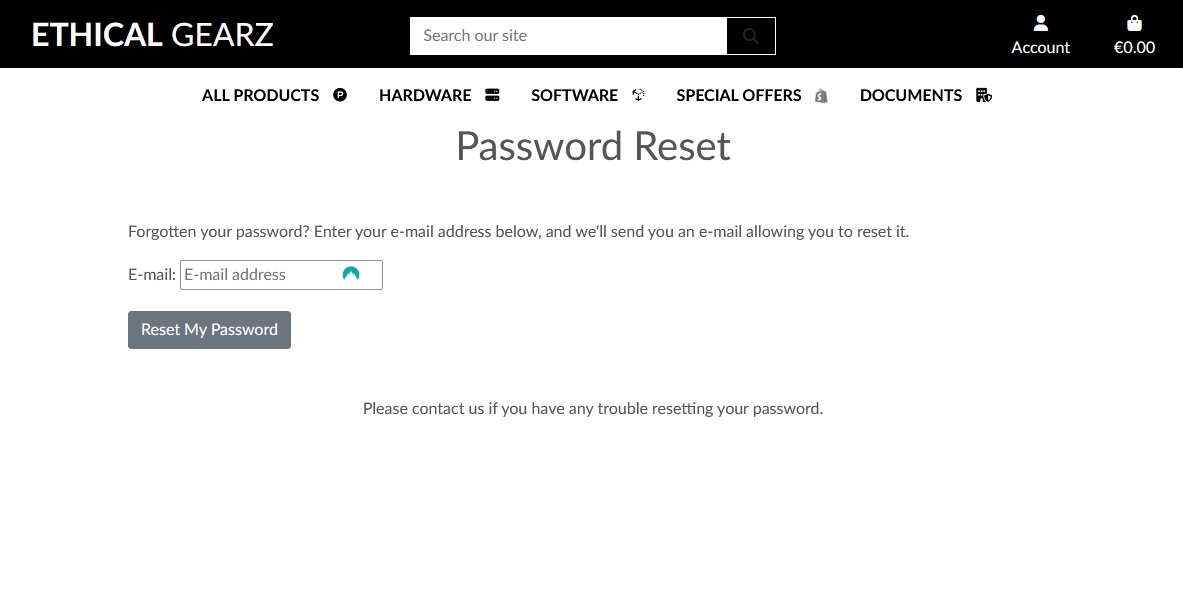 ETHICAL GEARZ
Search our site
Account
€0.00
ALL PRODUCTS
HARDWARE
SOFTWARE
SPECIAL OFFERS
DOCUMENTS
Password Reset
Forgotten your password? Enter your e-mail address below, and we'll send you an e-mail allowing you to reset it.
E-mail: E-mail address
Reset My Password
Please contact us if you have any trouble resetting your password.